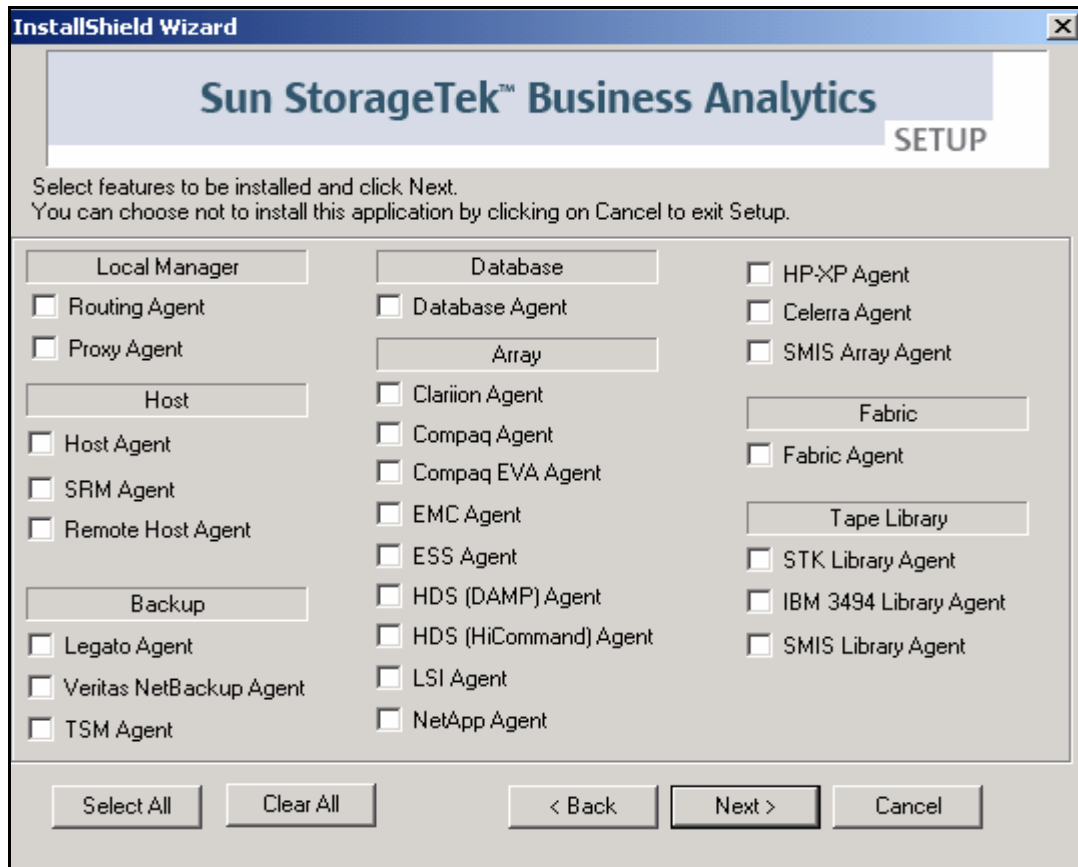 InstallShield Wizard
Sun StorageTek™ Business Analytics
SETUP
Select features to be installed and click Next.
You can choose not to install this application by clicking on Cancel to exit Setup.
Local Manager
Routing Agent
Proxy Agent
Host
Host Agent
SRM Agent
Remote Host Agent
Backup
Legato Agent
Veritas NetBackup Agent
TSM Agent
Database
Database Agent
Array
Clariion Agent
Compaq Agent
Compaq EVA Agent
EMC Agent
ESS Agent
HDS (DAMP) Agent
HDS (HiCommand) Agent
LSI Agent
NetApp Agent
HP-XP Agent
Celerra Agent
SMIS Array Agent
Fabric
Fabric Agent
Tape Library
STK Library Agent
IBM 3494 Library Agent
SMIS Library Agent
Select All
Clear All
< Back
Next >
Cancel